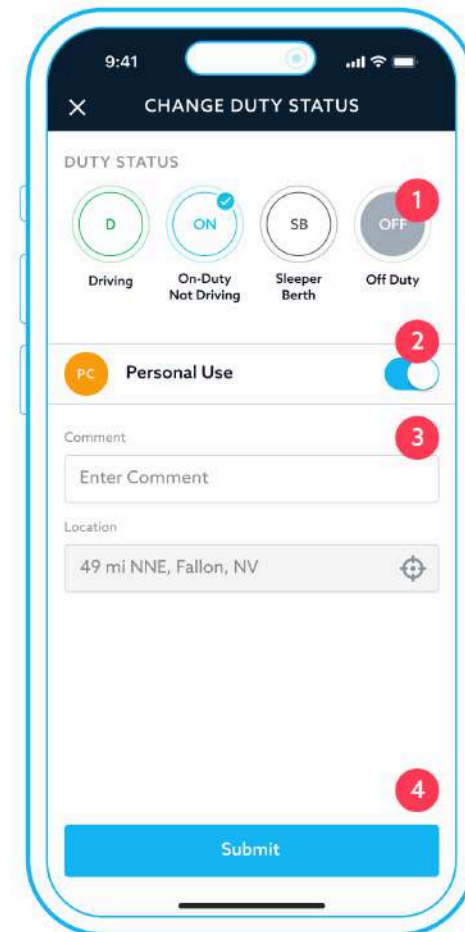 9:41
CHANGE DUTY STATUS
DUTY STATUS
1
D ON SB OFF
Driving On-Duty Not Driving Sleeper Berth Off Duty
2
PC Personal Use
3
Comment
Enter Comment
Location
49 mi NNE, Fallon, NV
4
Submit